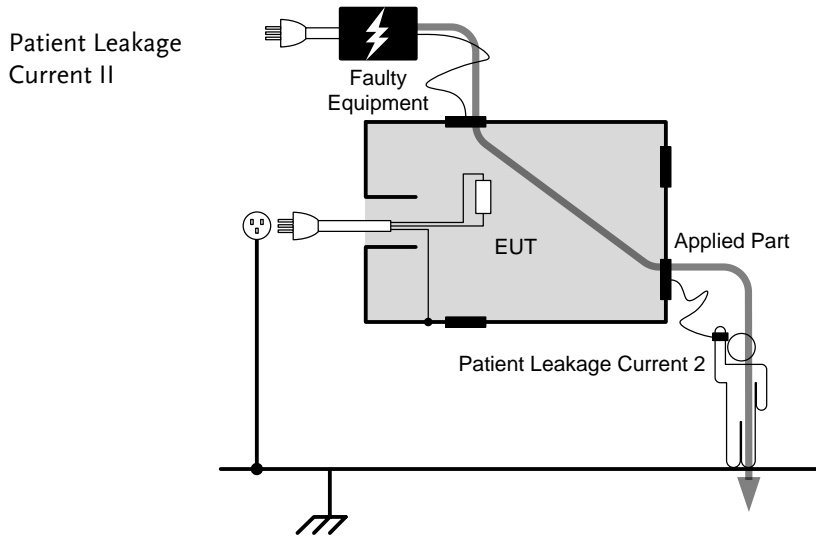 Patient Leakage
Current II
Faulty
Equipment
EUT
Applied Part
Patient Leakage Current 2